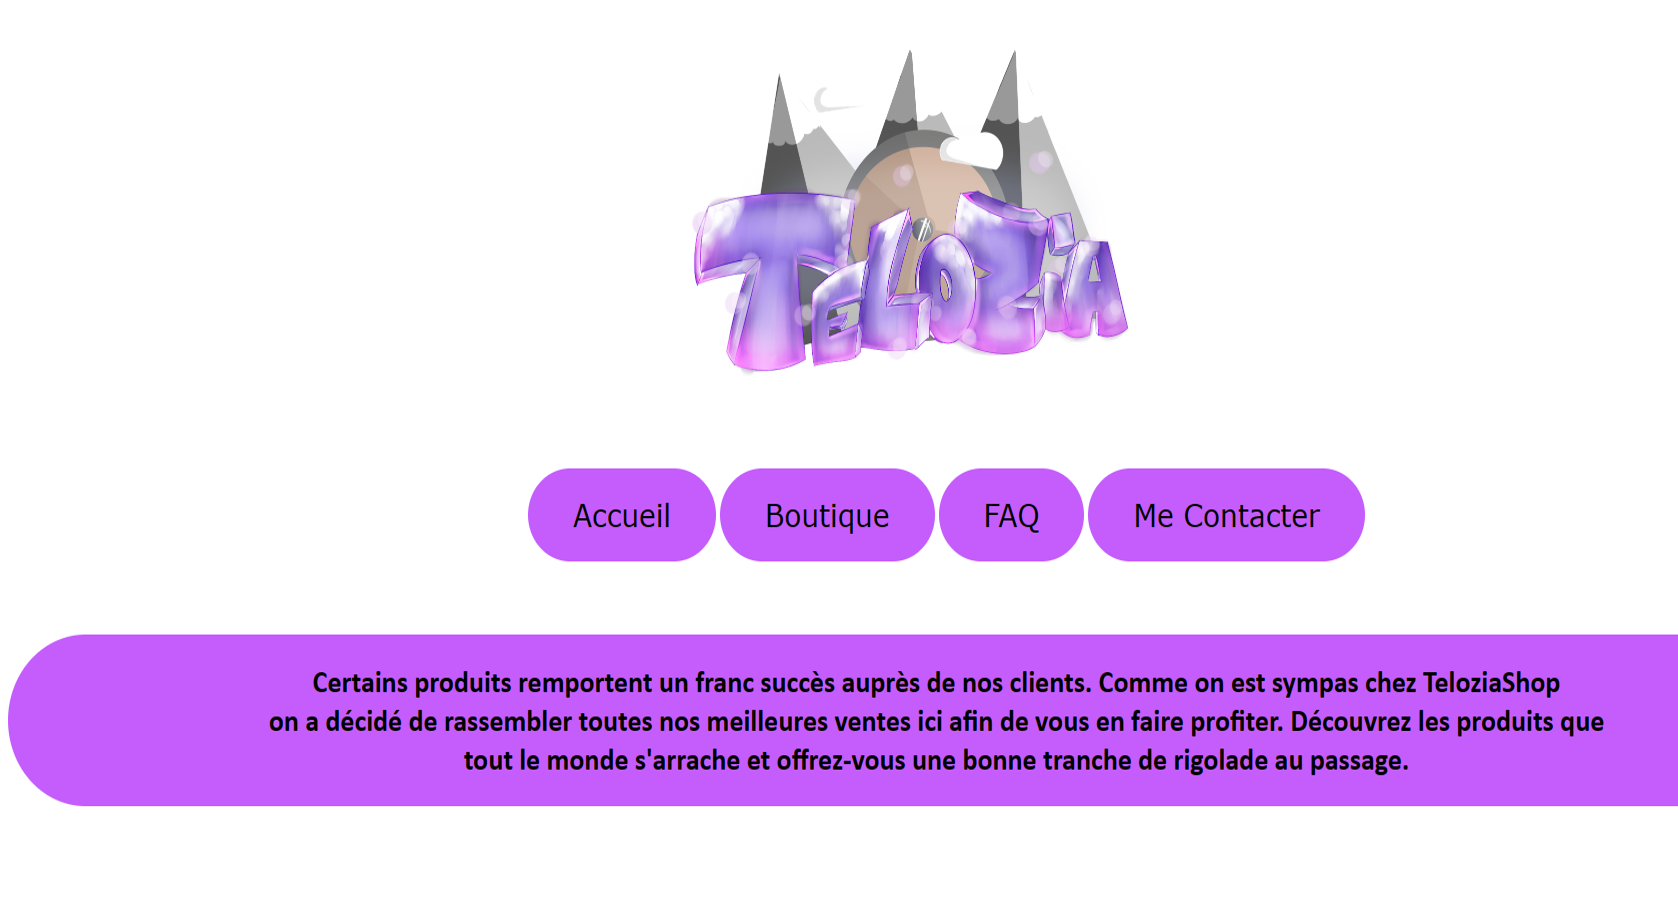 TELOZiA
Accueil Boutique FAQ Me Contacter
Certains produits remportent un franc succès auprès de nos clients. Comme on est sympas chez TeloziaShop
on a décidé de rassembler toutes nos meilleures ventes ici afin de vous en faire profiter. Découvrez les produits que
tout le monde s'arrache et offrez-vous une bonne tranche de rigolade au passage.